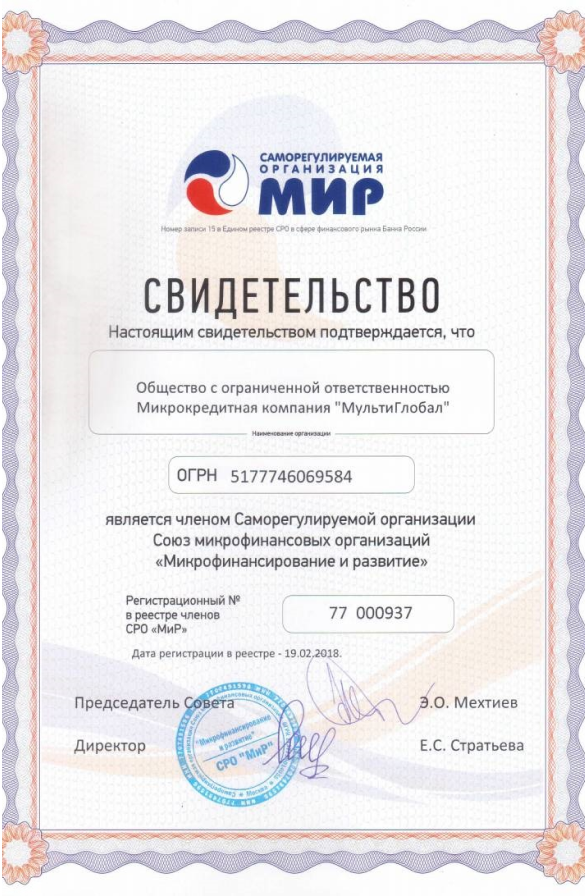 САМОРЕГУЛИРУЕМАЯ
ОРГАНИЗАЦИЯ
МИР
Номер записи 15 в Едином реестре СРО в сфере финансового рынка Банка России
СВИДЕТЕЛЬСТВО
Настоящим свидетельством подтверждается, что
Общество с ограниченной ответственностью
Микрокредитная компания "МультиГлобал"
Наименование организации
ОГРН 5177746069584
является членом Саморегулируемой организации
Союз микрофинансовых организаций
«Микрофинансирование и развитие»
Регистрационный №
в реестре членов
СРО «МиР»
77 000937
Дата регистрации в реестре - 19.02.2018.
Председатель Совета
Э.О. Мехтиев
Директор
Е.С. Стратьева
"Микрофинансирование
и развитие"
СРО "МиР"